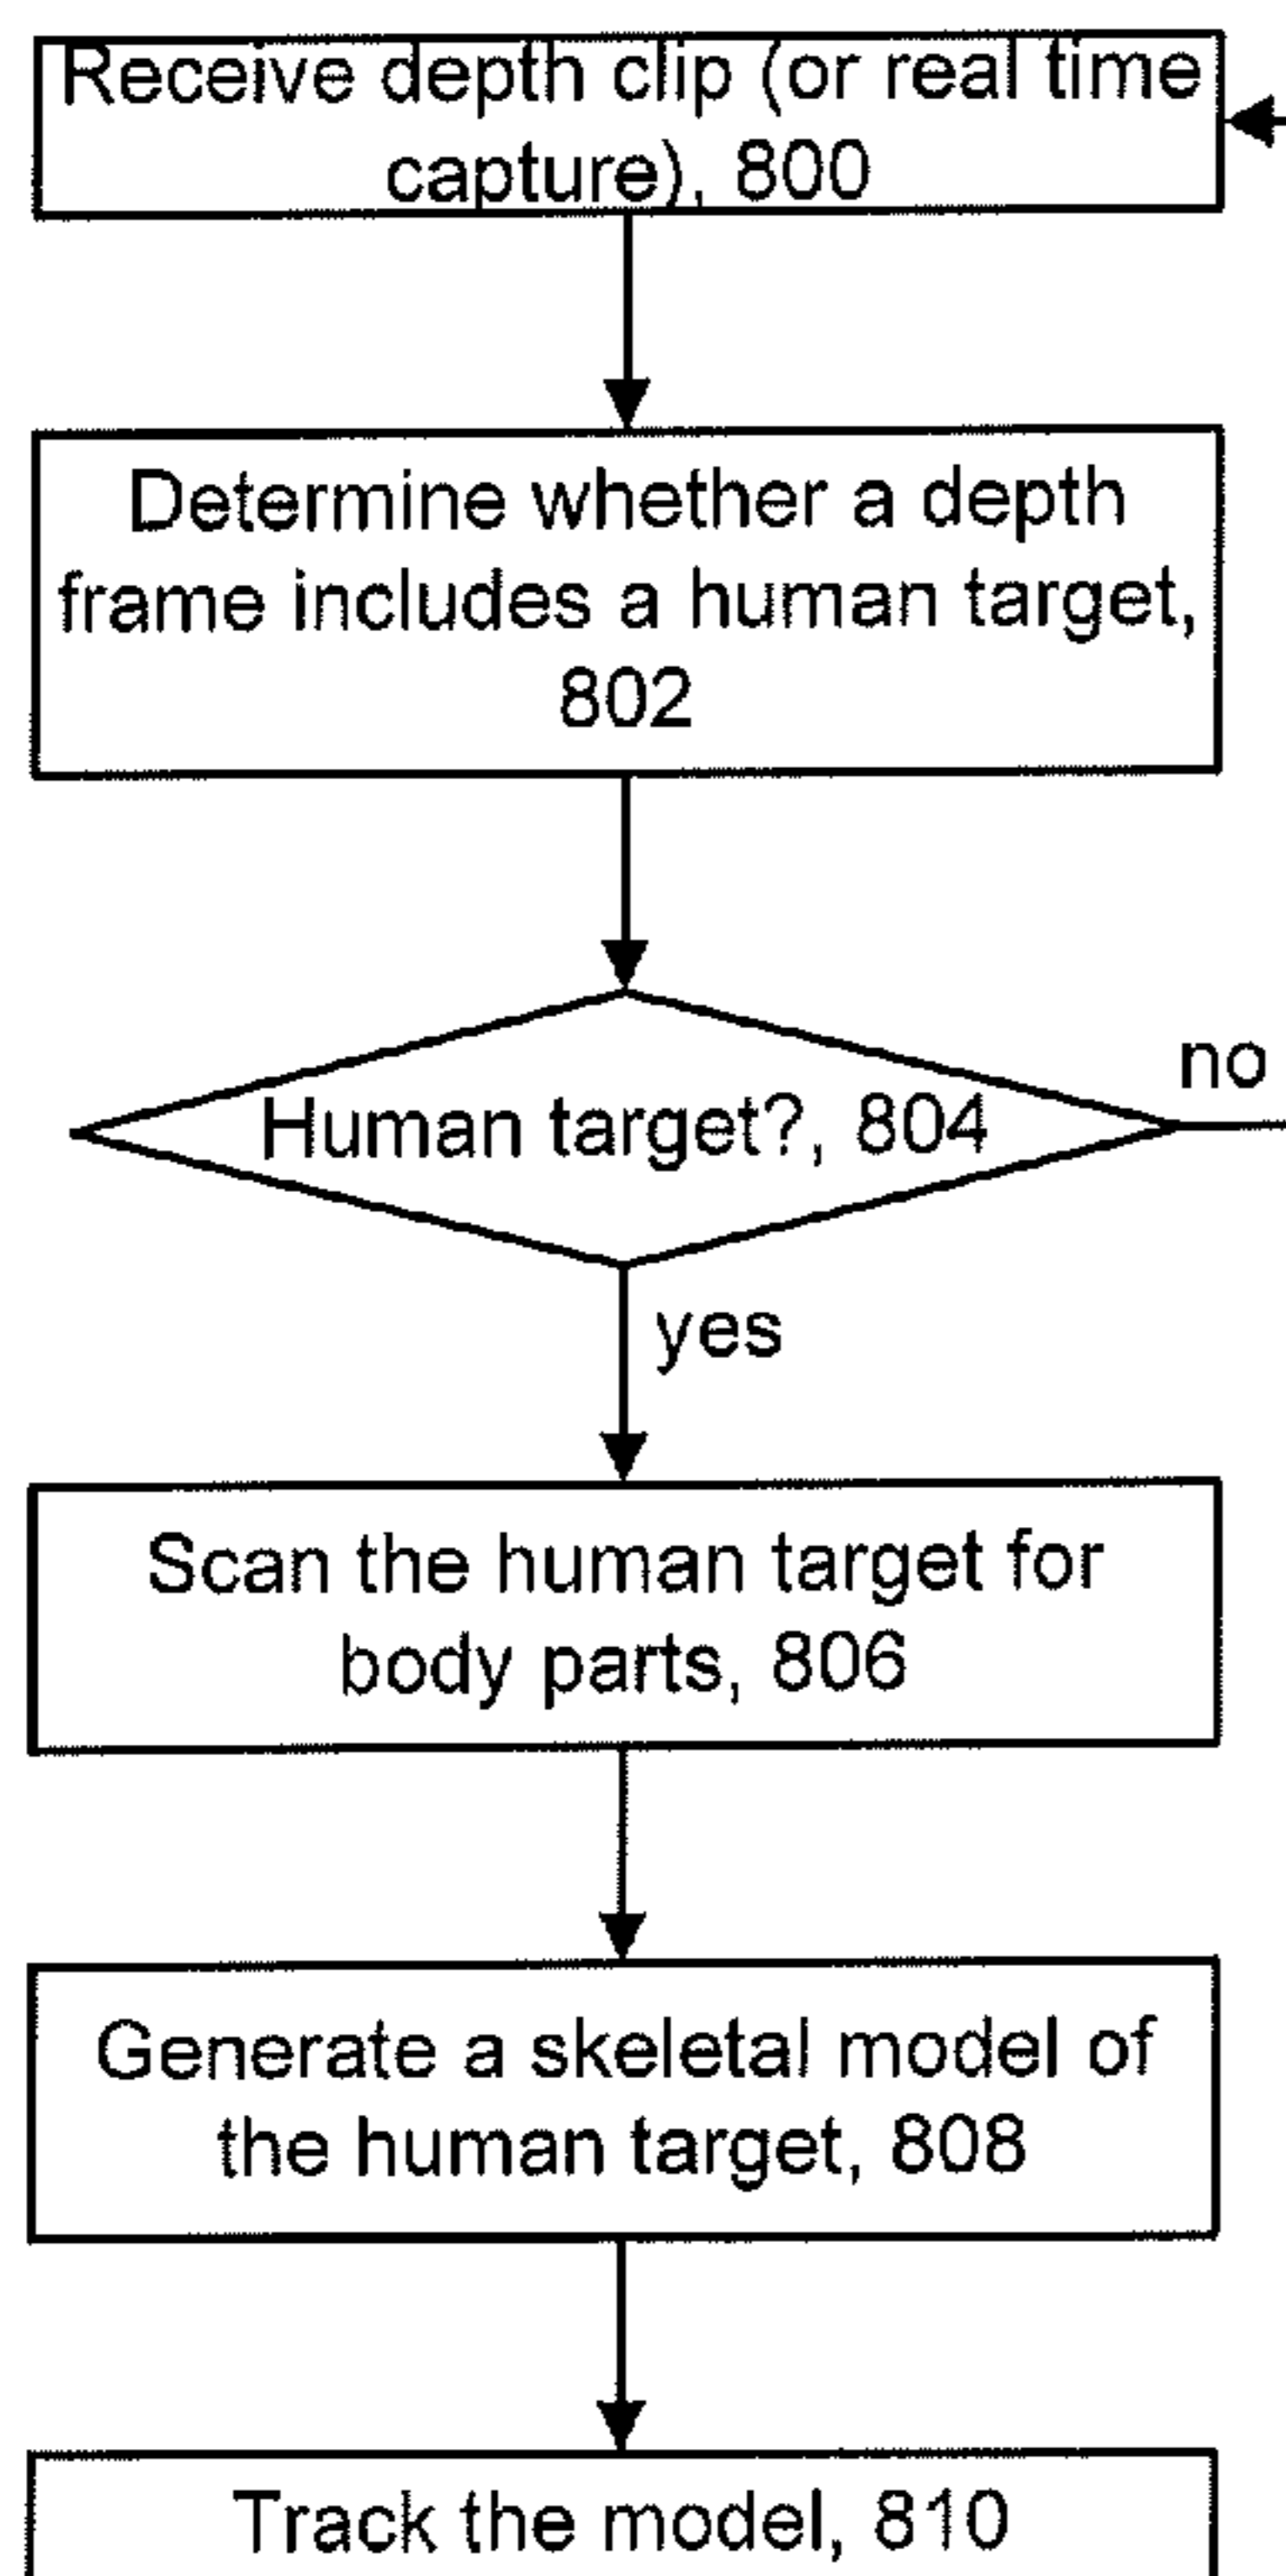 Receive depth clip (or real time
capture), 800
Determine whether a depth
frame includes a human target,
802
no
Human target?, 804
yes
Scan the human target for
body parts, 806
Generate a skeletal model of
the human target, 808
Track the model, 810